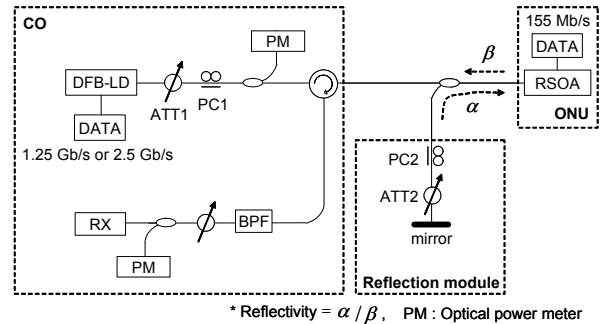 CO
PM
DFB-LD
ATT1
PC1
DATA
1.25 Gb/s or 2.5 Gb/s
RX
BPF
PM
β
α
155 Mb/s
DATA
RSOA
ONU
PC2
ATT2
mirror
Reflection module
* Reflectivity = α / β , PM : Optical power meter